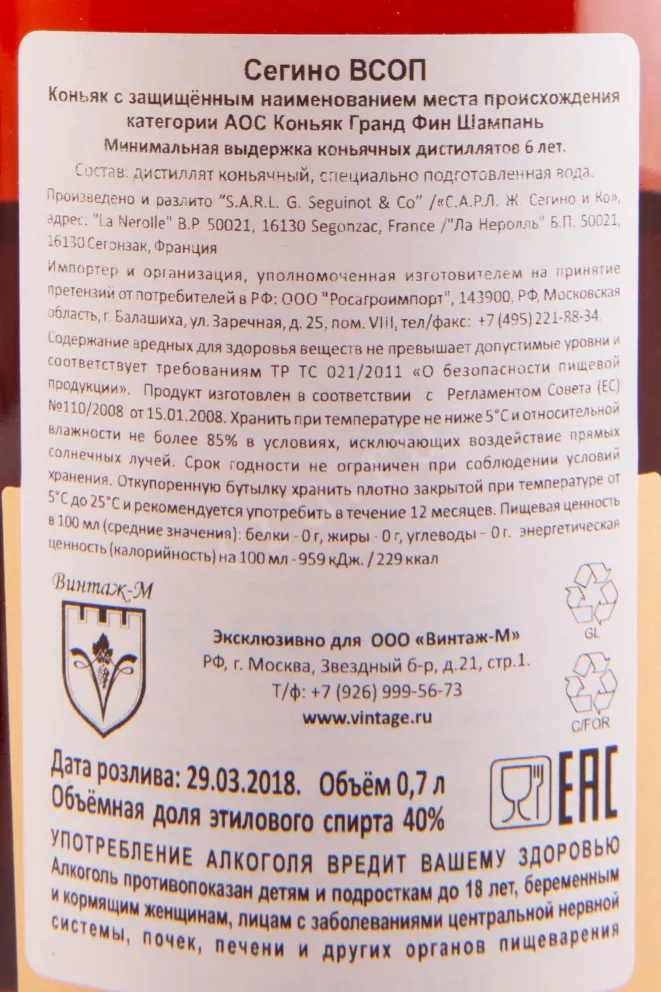 Сегино ВСОП
Коньяк с защищённым наименованием места происхождения
категории АОС Коньяк Гранд Фин Шампань
Минимальная выдержка коньячных дистиллятов 6 лет.
Состав: дистиллят коньячный, специально подготовленная вода.
Произведено и разлито "S.A.R.L. G. Seguinot & Co" /«С.А.Р.Л. Ж. Сегино и Ко»,
адрес: "La Nerolle" B.P. 50021, 16130 Segonzac, France /"Ла Неролль" Б.П. 50021,
16130 Сегонзак, Франция
Импортер и организация, уполномоченная изготовителем на принятие
претензий от потребителей в РФ: ООО "Росагроимпорт", 143900, РФ, Московская
область, г. Балашиха, ул. Заречная, д. 25, пом. VIII, тел/факс: +7 (495) 221-88-34.
Содержание вредных для здоровья веществ не превышает допустимые уровни и
соответствует требованиям ТР ТС 021/2011 «О безопасности пищевой
продукции». Продукт изготовлен в соответствии с Регламентом Совета (ЕС)
№110/2008 от 15.01.2008. Хранить при температуре не ниже 5°С и относительной
влажности не более 85% в условиях, исключающих воздействие прямых
солнечных лучей. Срок годности не ограничен при соблюдении условий
хранения. Откупоренную бутылку хранить плотно закрытой при температуре от
5°С до 25°С и рекомендуется употребить в течение 12 месяцев. Пищевая ценность
в 100 мл (средние значения): белки - 0 г, жиры - 0 г, углеводы – 0 г. энергетическая
ценность (калорийность) на 100 мл - 959 кДж. / 229 ккал
Винтаж-М
GL
Эксклюзивно для ООО «Винтаж-М»
РФ, г. Москва, Звездный б-р, д.21, стр.1.
Т/ф: +7 (926) 999-56-73
www.vintage.ru
C/FOR
Дата розлива: 29.03.2018. Объём 0,7 л
Объёмная доля этилового спирта 40%
EAC
УПОТРЕБЛЕНИЕ АЛКОГОЛЯ ВРЕДИТ ВАШЕМУ ЗДОРОВЬЮ
Алкоголь противопоказан детям и подросткам до 18 лет, беременным
и кормящим женщинам, лицам с заболеваниями центральной нервной
системы, почек, печени и других органов пищеварения